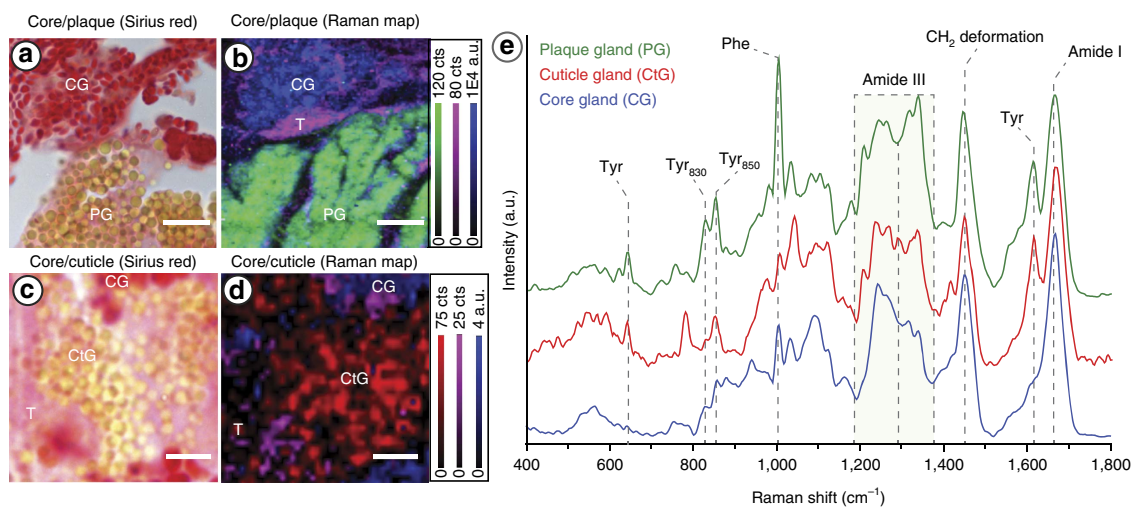 Core/plaque (Sirius red)
Core/plaque (Raman map)
a
CG
PG
b
CG
T
PG
0 120 cts
0 80 cts
0 1E4 a.u.
Core/cuticle (Sirius red)
Core/cuticle (Raman map)
c
CG
CtG
T
d
CG
CtG
T
0 75 cts
0 25 cts
0 4 a.u.
e
Plaque gland (PG)
Cuticle gland (CtG)
Core gland (CG)
Phe
CH2 deformation
Amide I
Amide III
Tyr
Tyr830
Tyr850
Tyr
Intensity (a.u.)
400 600 800 1,000 1,200 1,400 1,600 1,800
Raman shift (cm−1)